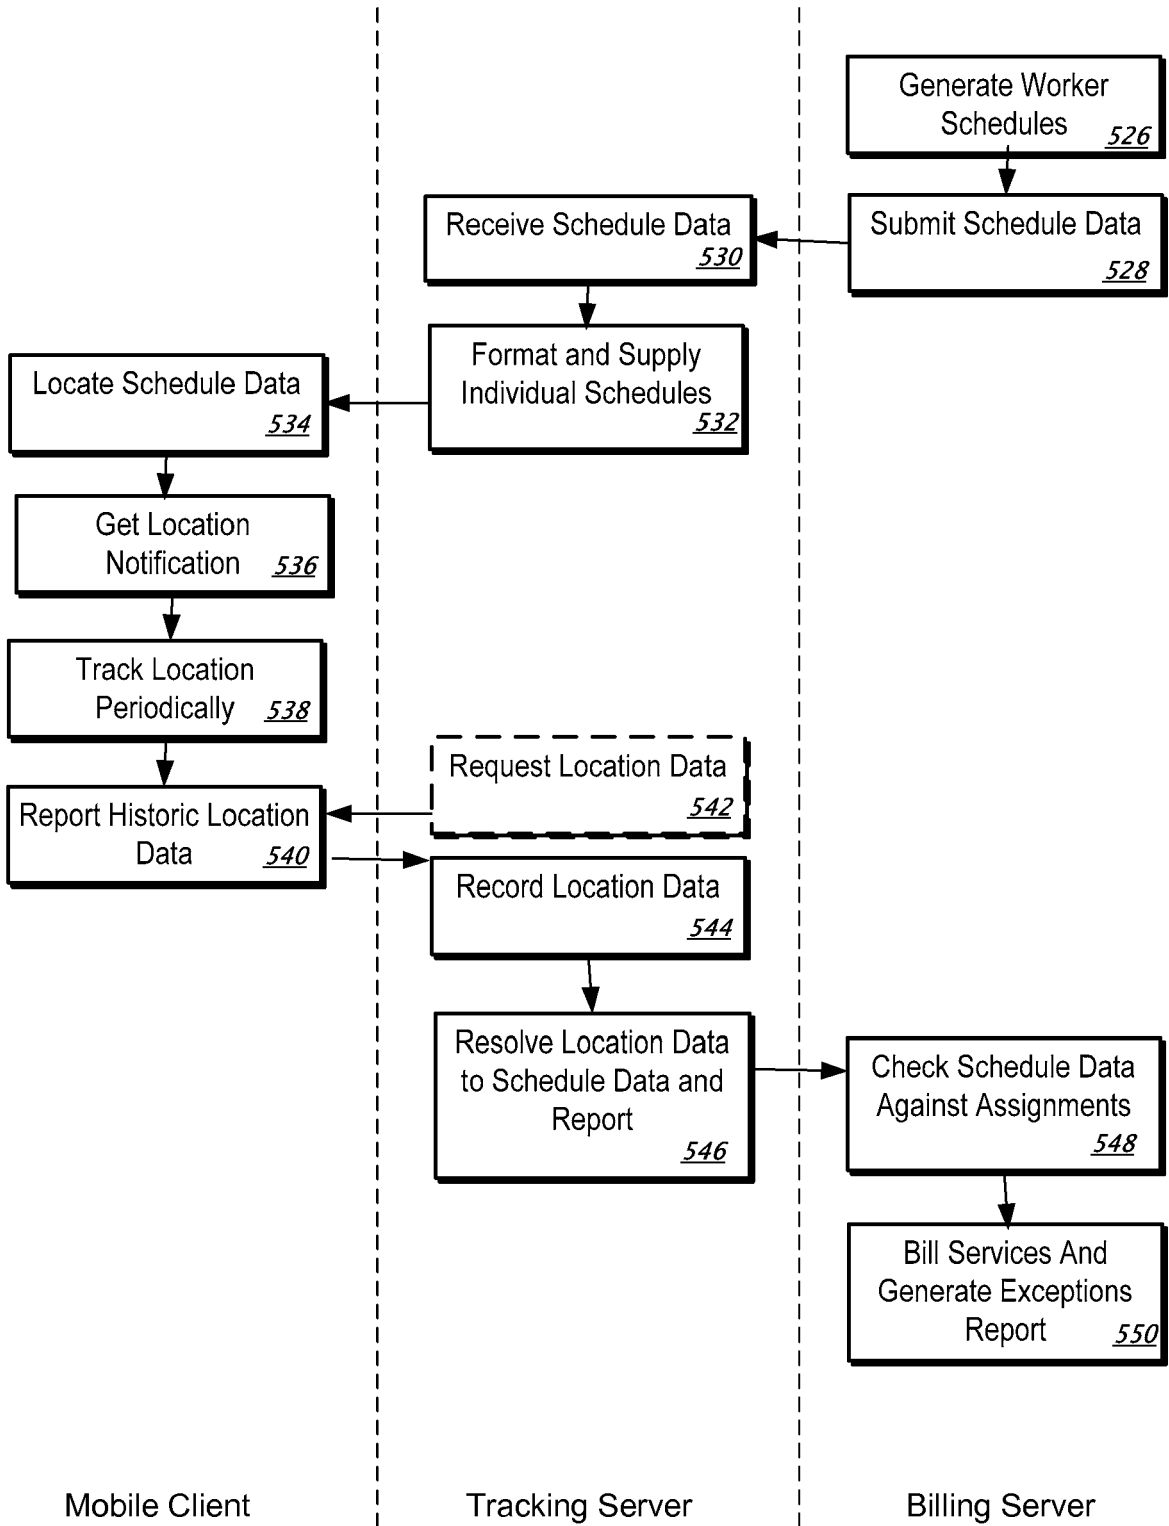 Generate Worker
Schedules
526
Submit Schedule Data
528
Receive Schedule Data
530
Format and Supply
Individual Schedules
532
Locate Schedule Data
534
Get Location
Notification
536
Track Location
Periodically
538
Request Location Data
542
Report Historic Location
Data
540
Record Location Data
544
Resolve Location Data
to Schedule Data and
Report
546
Check Schedule Data
Against Assignments
548
Bill Services And
Generate Exceptions
Report
550
Mobile Client
Tracking Server
Billing Server